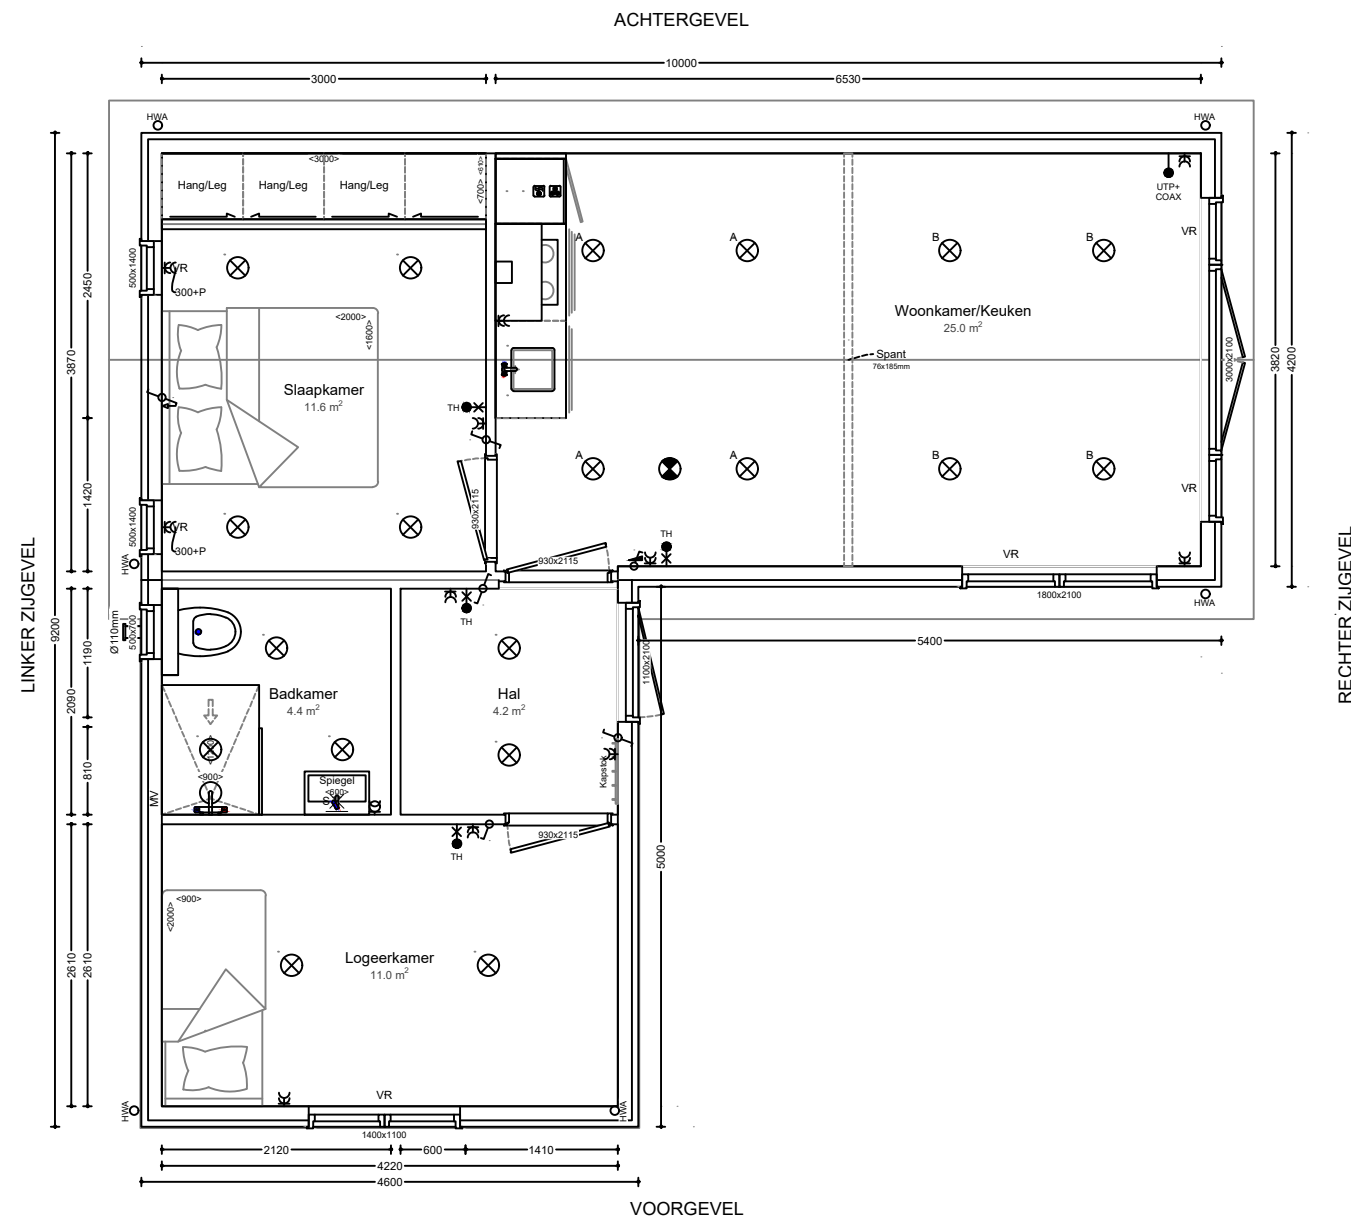 ACHTERGEVEL
10000
3000
6530
HWA
HWA
<3000>
<610>
<700>
Hang/Leg
Hang/Leg
Hang/Leg
UTP+
COAX
VR
A
A
B
B
500x1400
VR
300+P
2450
<2000>
<1600>
Woonkamer/Keuken
25.0 m²
Spant
76x185mm
3000x2100
3820
4200
3870
Slaapkamer
11.6 m²
TH
A
A
B
B
VR
1420
500x1400
VR
300+P
930x2115
TH
930x2115
VR
HWA
1800x2100
HWA
LINKER ZIJGEVEL
RECHTER ZIJGEVEL
9200
Ø110mm
500x700
TH
1190
2090
1100x2100
5400
Badkamer
4.4 m²
Hal
4.2 m²
810
MV
<900>
Spiegel
<600>
Kapstok
930x2115
TH
5000
2610
2610
<900>
<2000>
Logeerkamer
11.0 m²
VR
HWA
HWA
1400x1100
2120
600
1410
4220
4600
VOORGEVEL